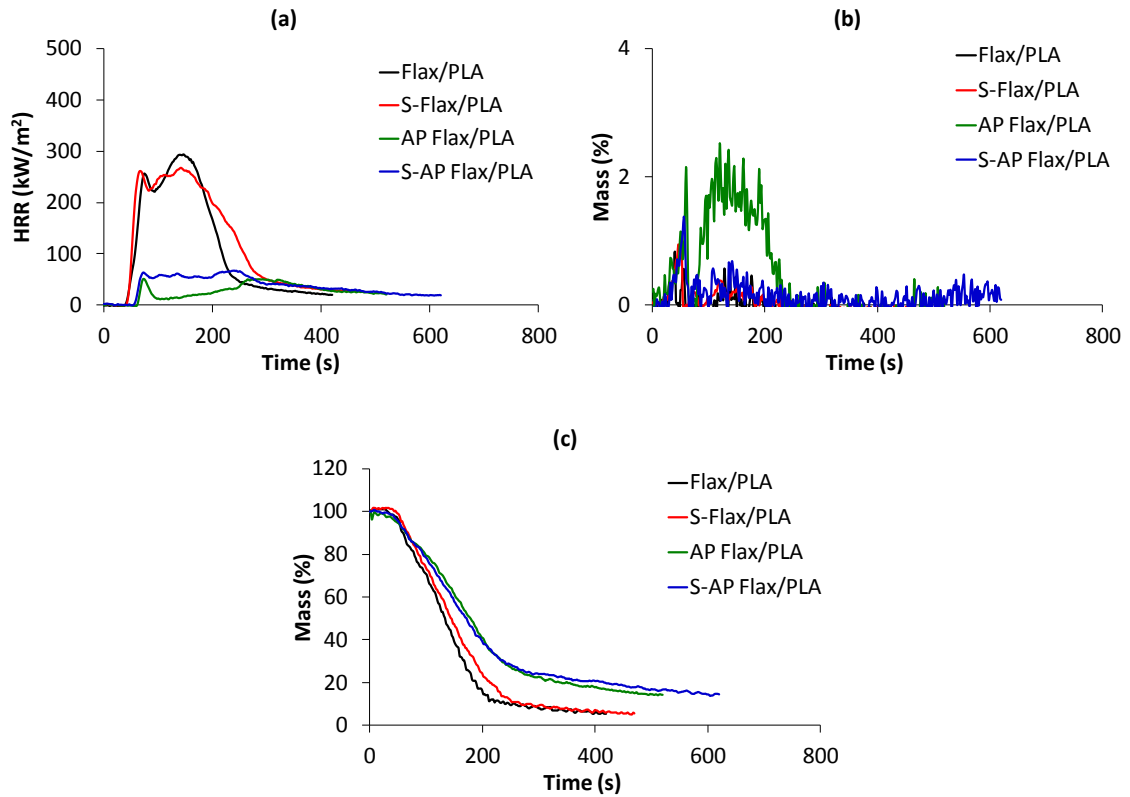 (a)
500
400
300
200
100
0
HRR (kW/m²)
0 200 400 600 800
Time (s)
Flax/PLA
S-Flax/PLA
AP Flax/PLA
S-AP Flax/PLA
(b)
4
2
0
Mass (%)
0 200 400 600 800
Time (s)
Flax/PLA
S-Flax/PLA
AP Flax/PLA
S-AP Flax/PLA
(c)
120
100
80
60
40
20
0
Mass (%)
0 200 400 600 800
Time (s)
Flax/PLA
S-Flax/PLA
AP Flax/PLA
S-AP Flax/PLA